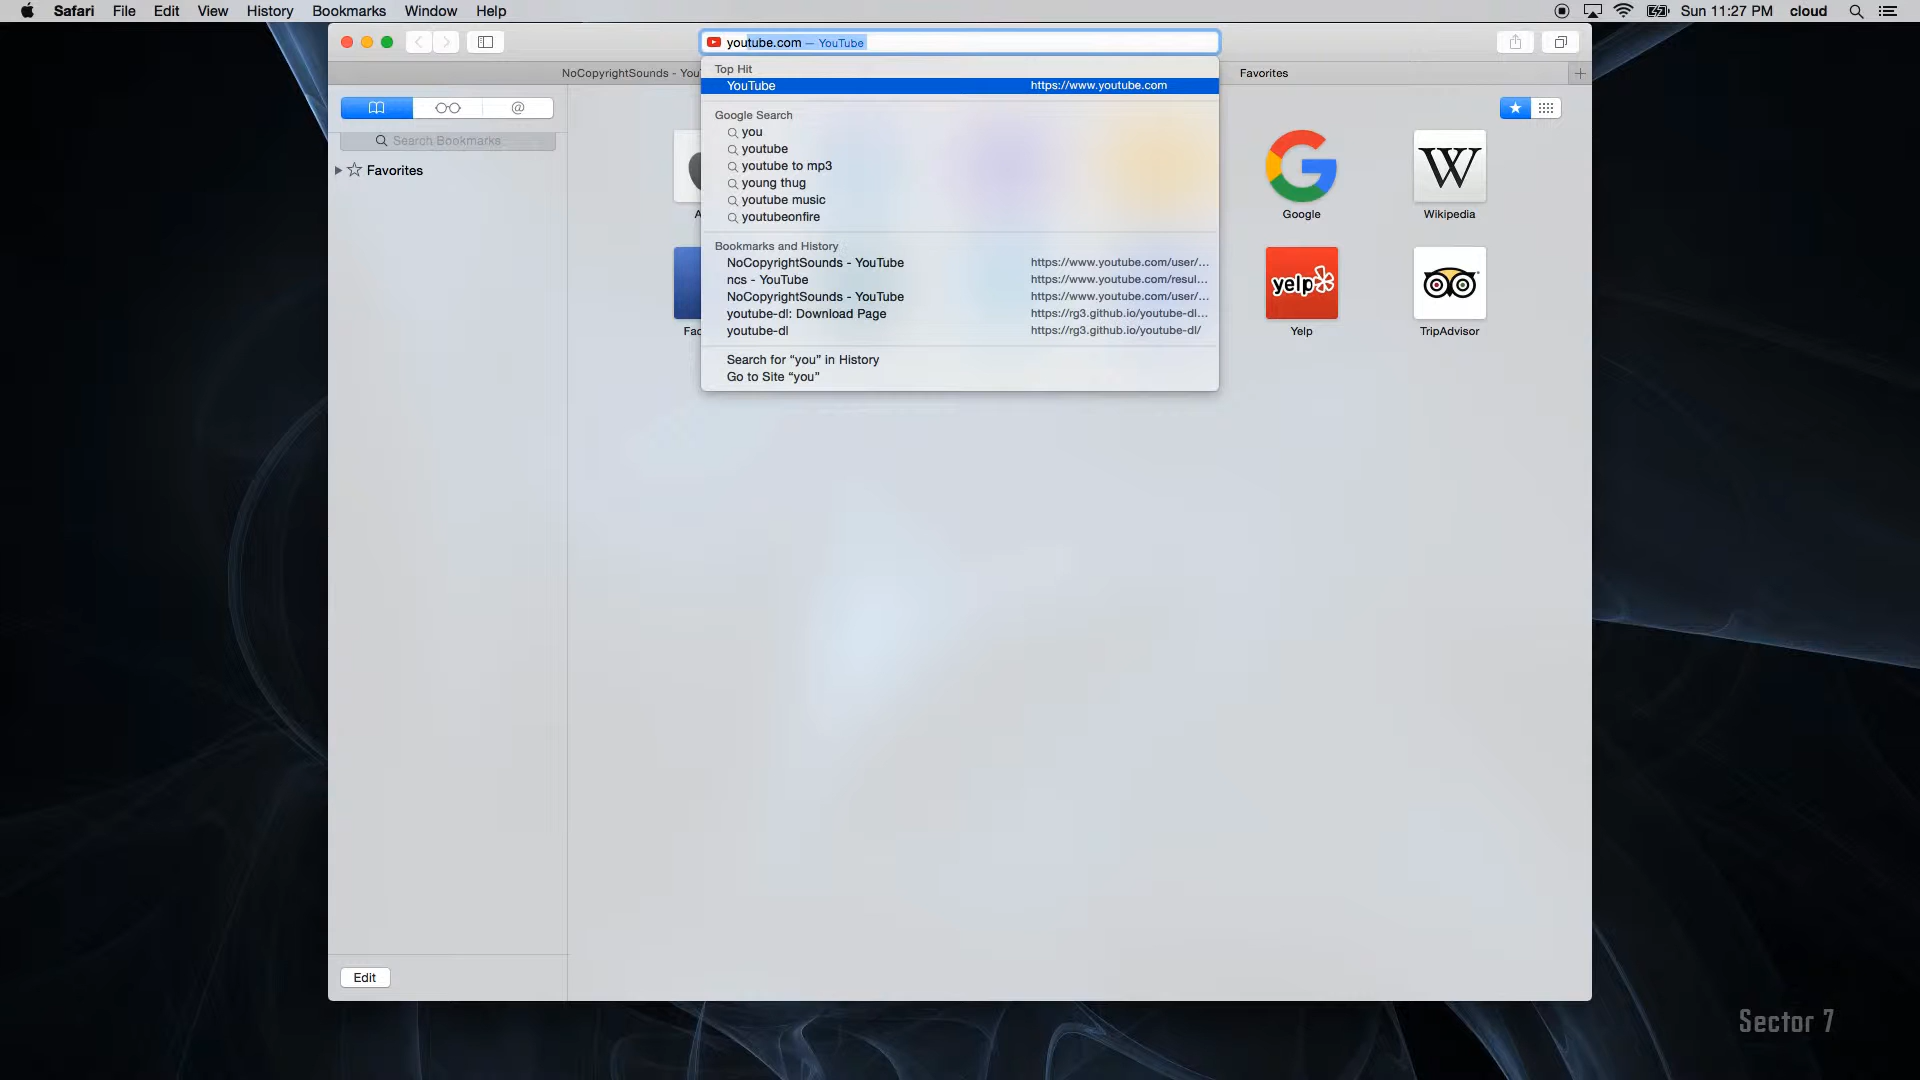 Safari File Edit View History Bookmarks Window Help Sun 11:27 PM cloud
youtube.com — YouTube
NoCopyrightSounds - You
Favorites
Top Hit
YouTube https://www.youtube.com
Google Search
you
youtube
youtube to mp3
young thug
youtube music
youtubeonfire
Bookmarks and History
NoCopyrightSounds - YouTube https://www.youtube.com/user/...
ncs - YouTube https://www.youtube.com/resul...
NoCopyrightSounds - YouTube https://www.youtube.com/user/...
youtube-dl: Download Page https://rg3.github.io/youtube-dl...
youtube-dl https://rg3.github.io/youtube-dl/
Search for “you” in History
Go to Site “you”
Search Bookmarks
Favorites
A
Google
W
Wikipedia
Fac
yelp
Yelp
TripAdvisor
Edit
Sector 7